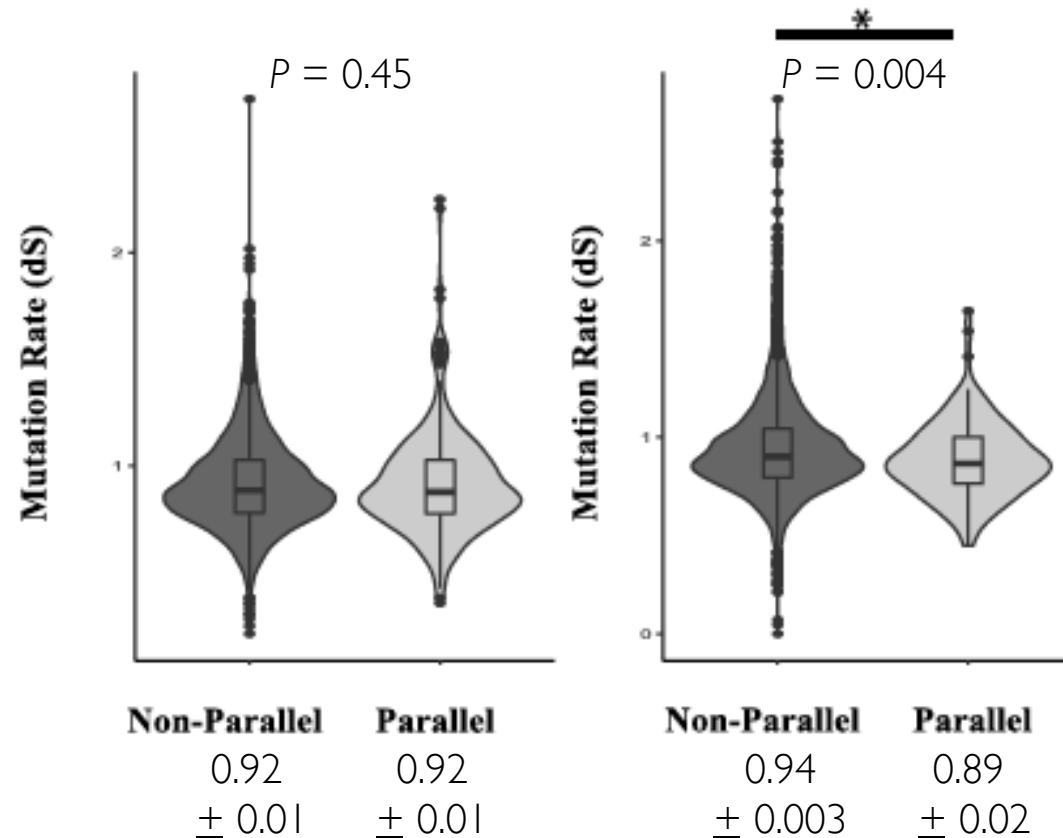 *
P = 0.45
P = 0.004
Mutation Rate (dS)
2
1
Mutation Rate (dS)
2
1
0
Non-Parallel Parallel
0.92 0.92
± 0.01 ± 0.01
Non-Parallel Parallel
0.94 0.89
± 0.003 ± 0.02